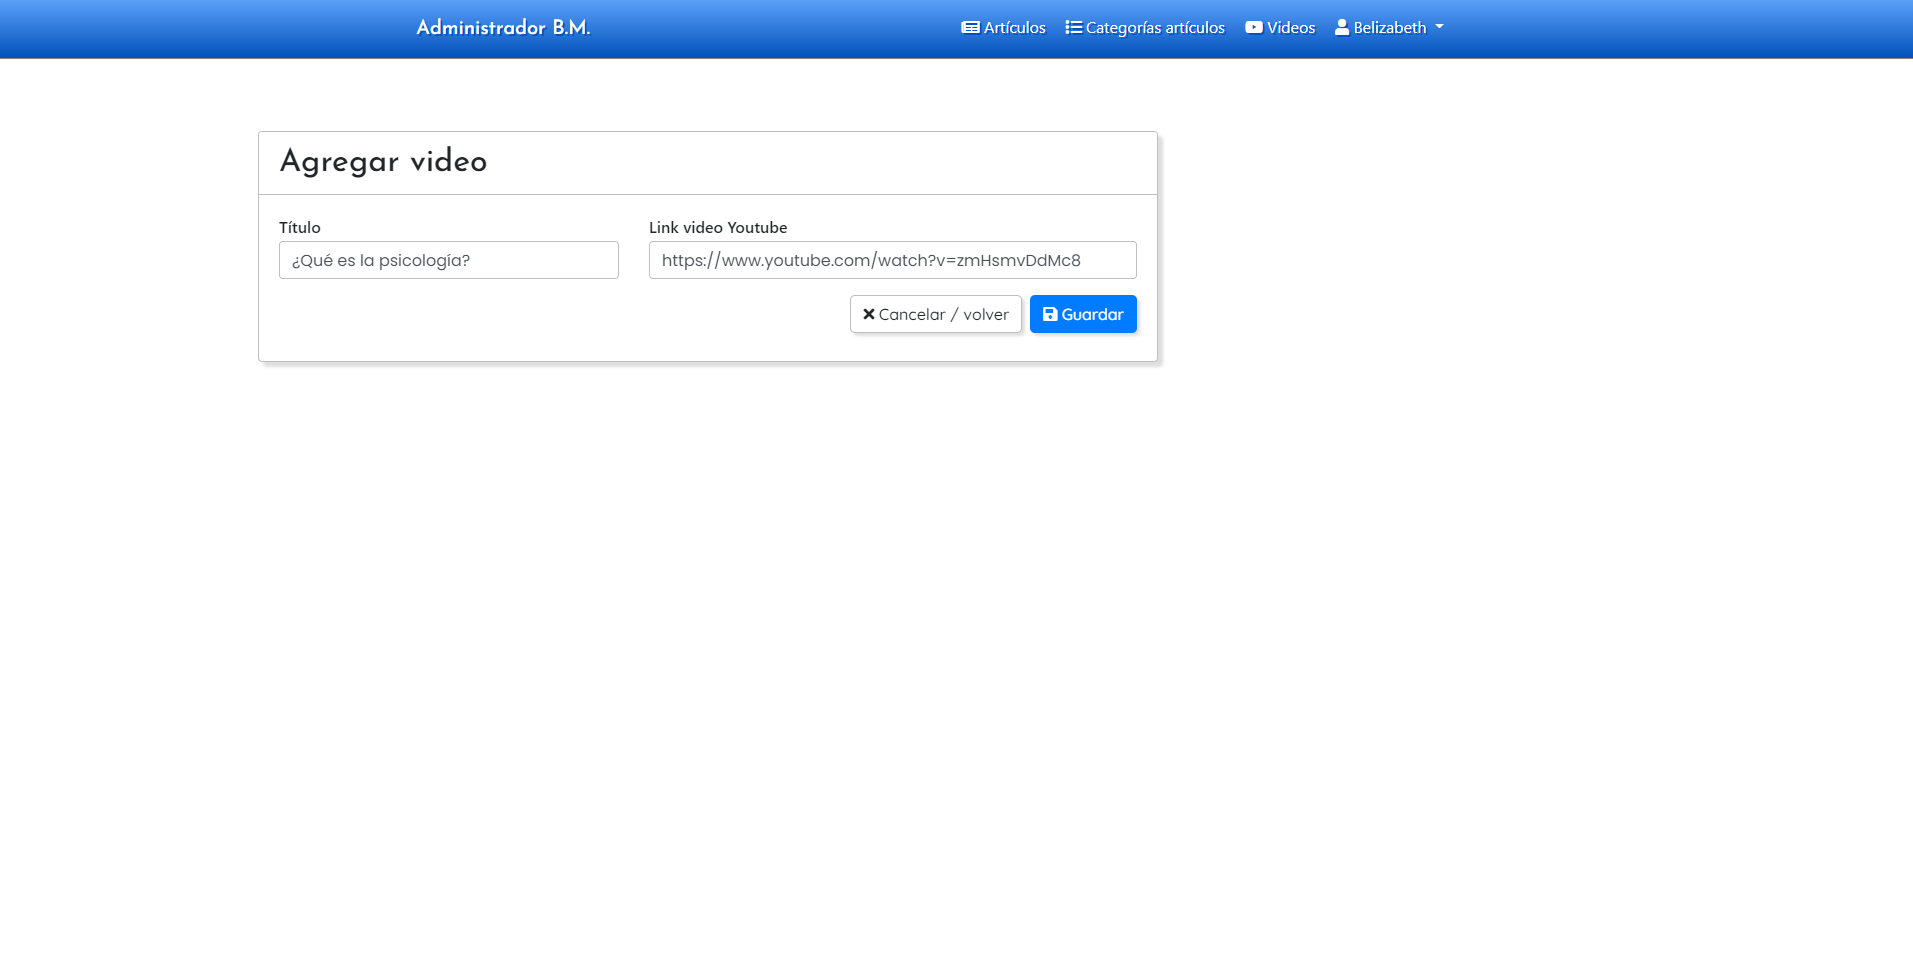 Administrador B.M.
Artículos
Categorías artículos
Videos
Belizabeth
Agregar video
Título
Link video Youtube
¿Qué es la psicología?
https://www.youtube.com/watch?v=zmHsmvDdMc8
Cancelar / volver
Guardar